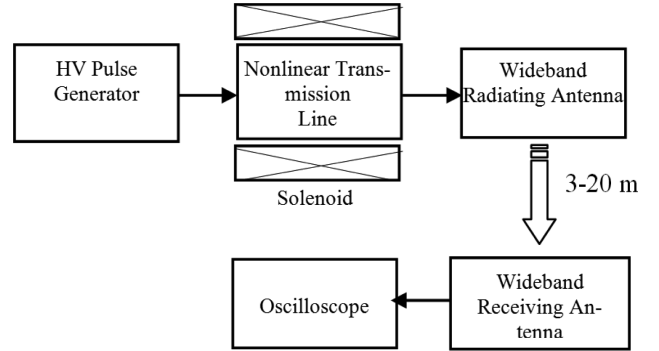 HV Pulse
Generator
Nonlinear Trans-
mission
Line
Wideband
Radiating Antenna
Solenoid
3-20 m
Oscilloscope
Wideband
Receiving An-
tenna